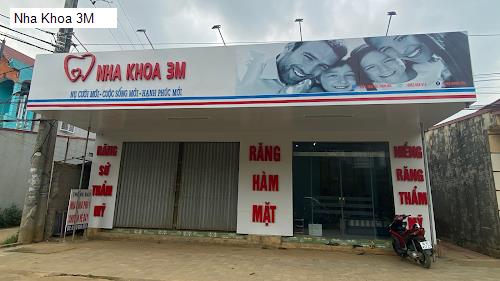 Nha Khoa 3M
NHA KHOA 3M
NỤ CƯỜI MỚI - CUỘC SỐNG MỚI - HẠNH PHÚC MỚI
RĂNG
SỨ
THẨM
MỸ
RĂNG
HÀM
MẶT
RĂNG
THẨM
MỸ